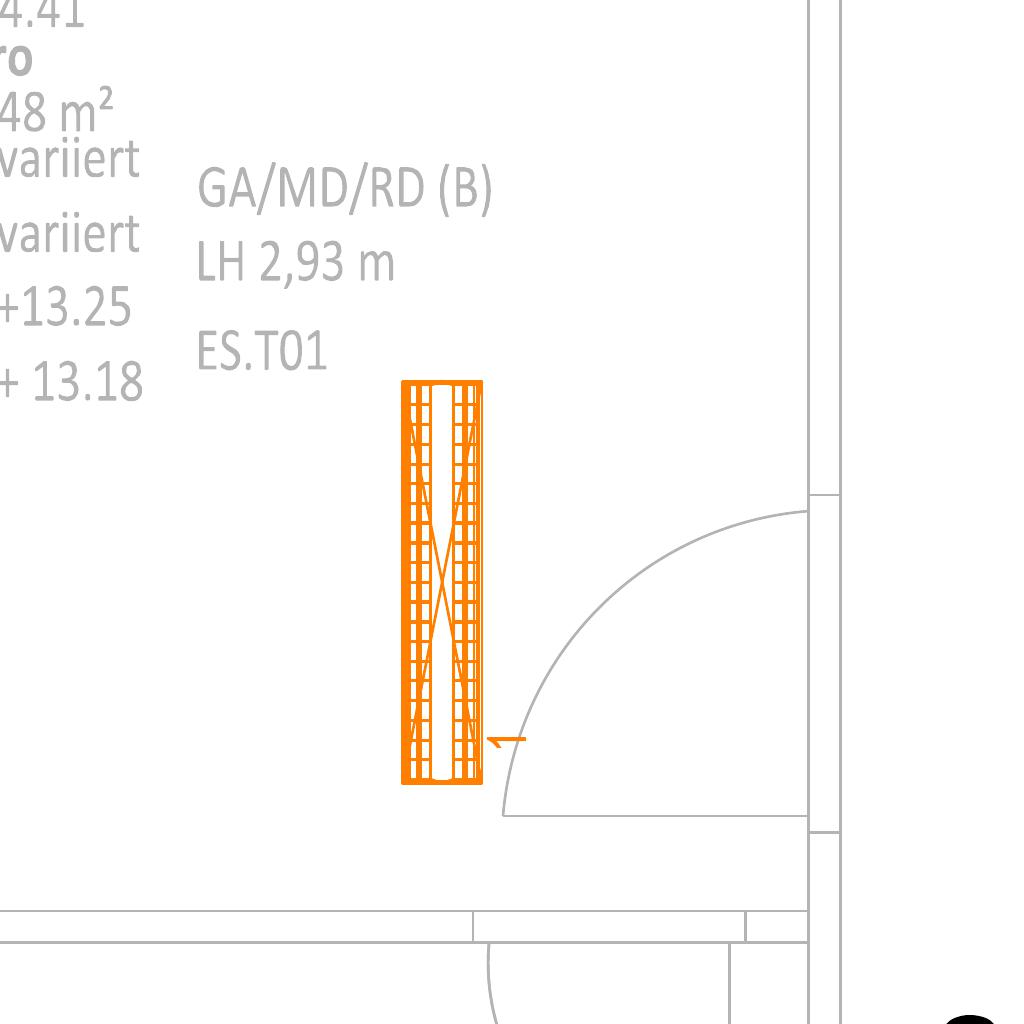 4.41
ro
48 m²
variiert
variiert
+13.25
+ 13.18
GA/MD/RD (B)
LH 2,93 m
ES.T01
1